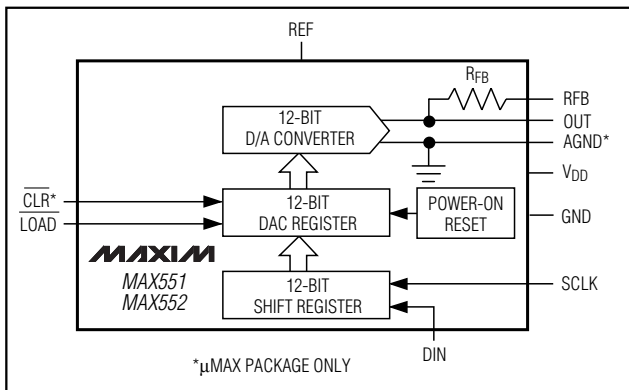 REF
RFB
RFB
12-BIT
D/A CONVERTER
OUT
AGND*
VDD
CLR*
LOAD
12-BIT
DAC REGISTER
POWER-ON
RESET
GND
MAXIM
MAX551
MAX552
12-BIT
SHIFT REGISTER
SCLK
DIN
*µMAX PACKAGE ONLY